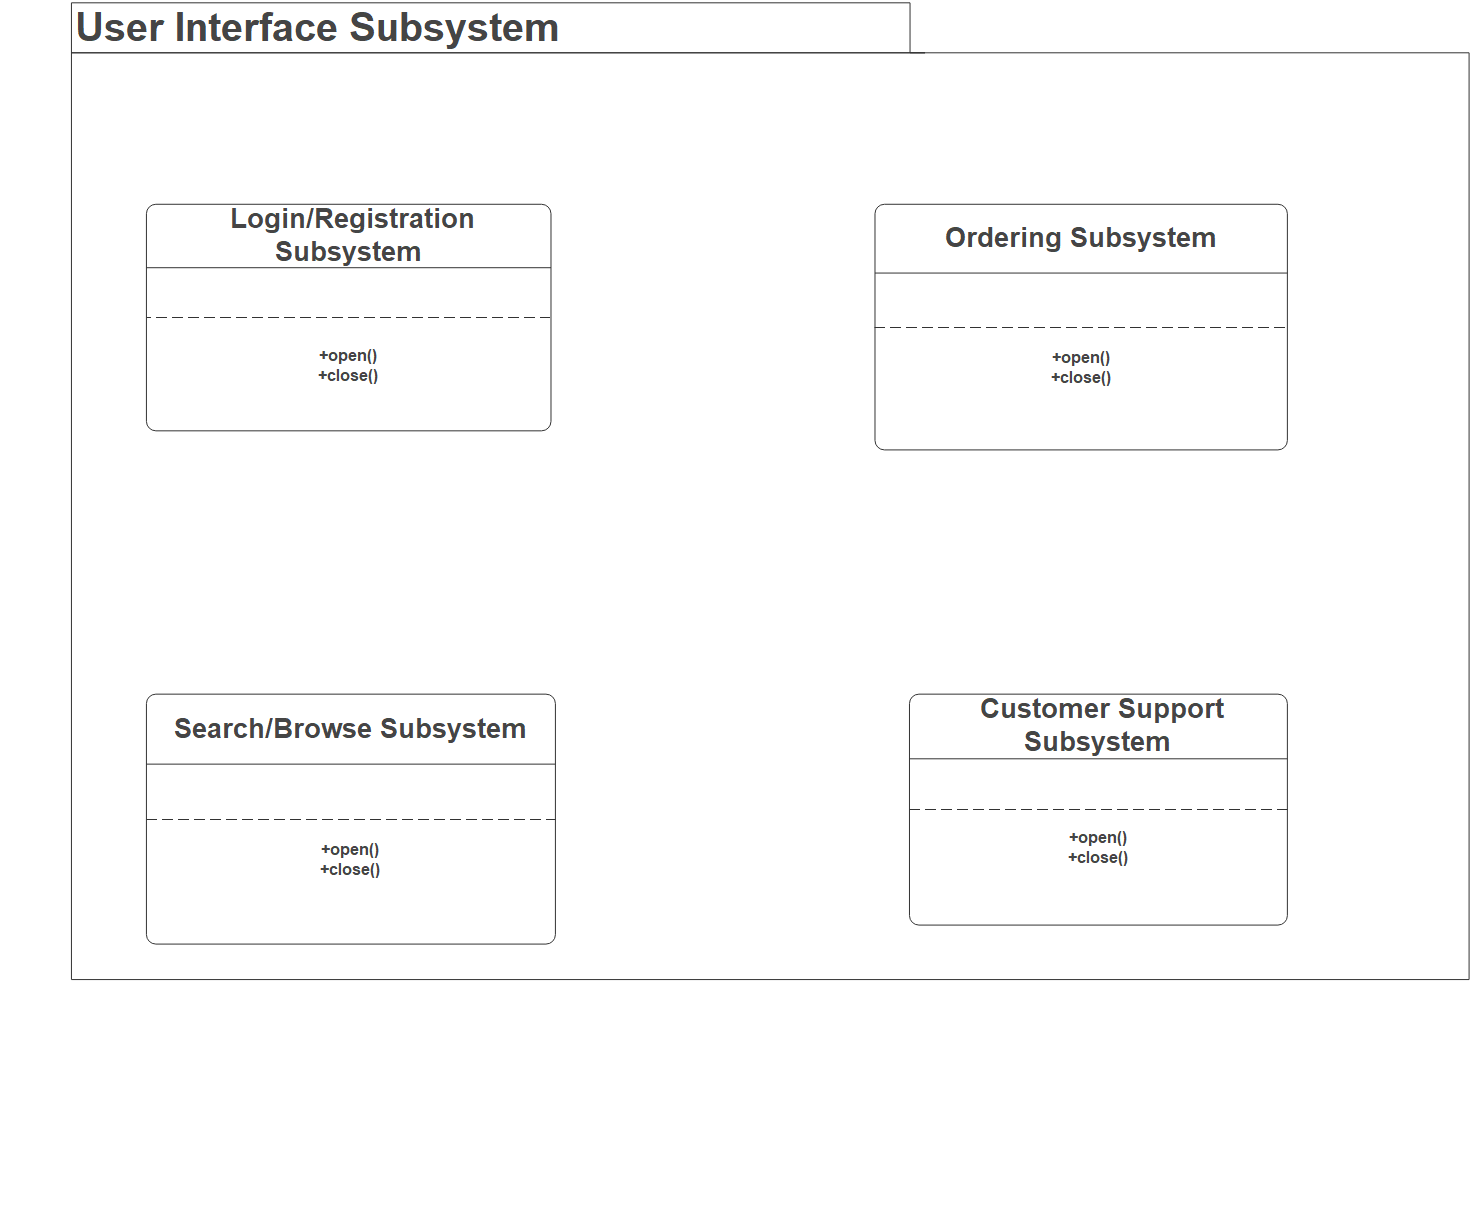 User Interface Subsystem
Login/Registration
Subsystem
+open()
+close()
Ordering Subsystem
+open()
+close()
Search/Browse Subsystem
+open()
+close()
Customer Support
Subsystem
+open()
+close()